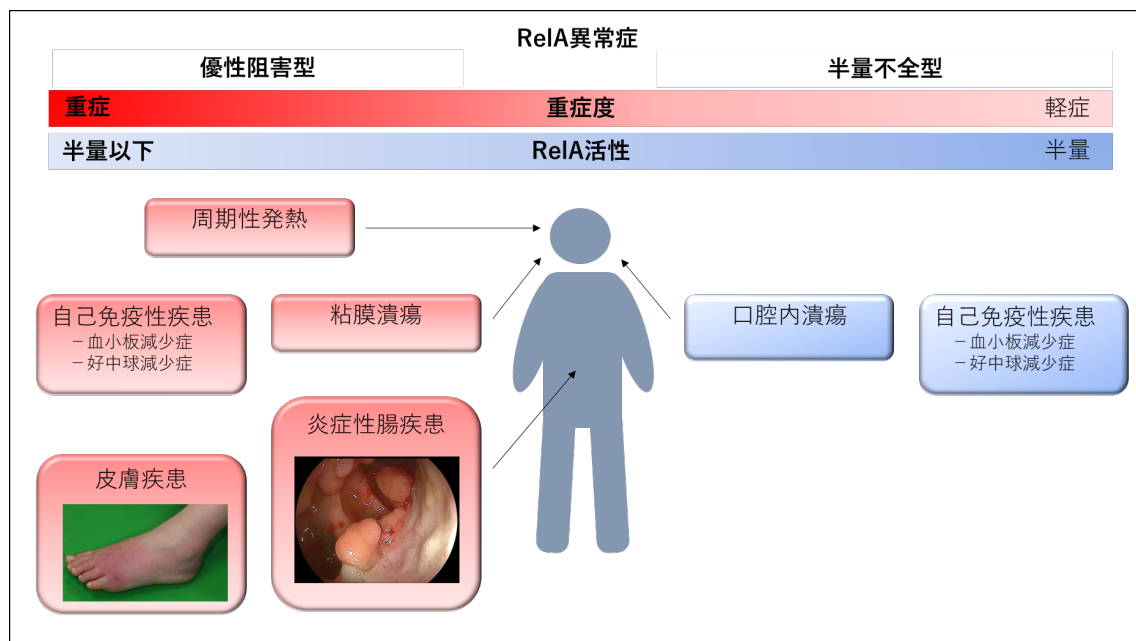 RelA異常症
優性阻害型
半量不全型
重症
重症度
軽症
半量以下
RelA活性
半量
周期性発熱
自己免疫性疾患
－血小板減少症
－好中球減少症
粘膜潰瘍
口腔内潰瘍
自己免疫性疾患
－血小板減少症
－好中球減少症
炎症性腸疾患
皮膚疾患